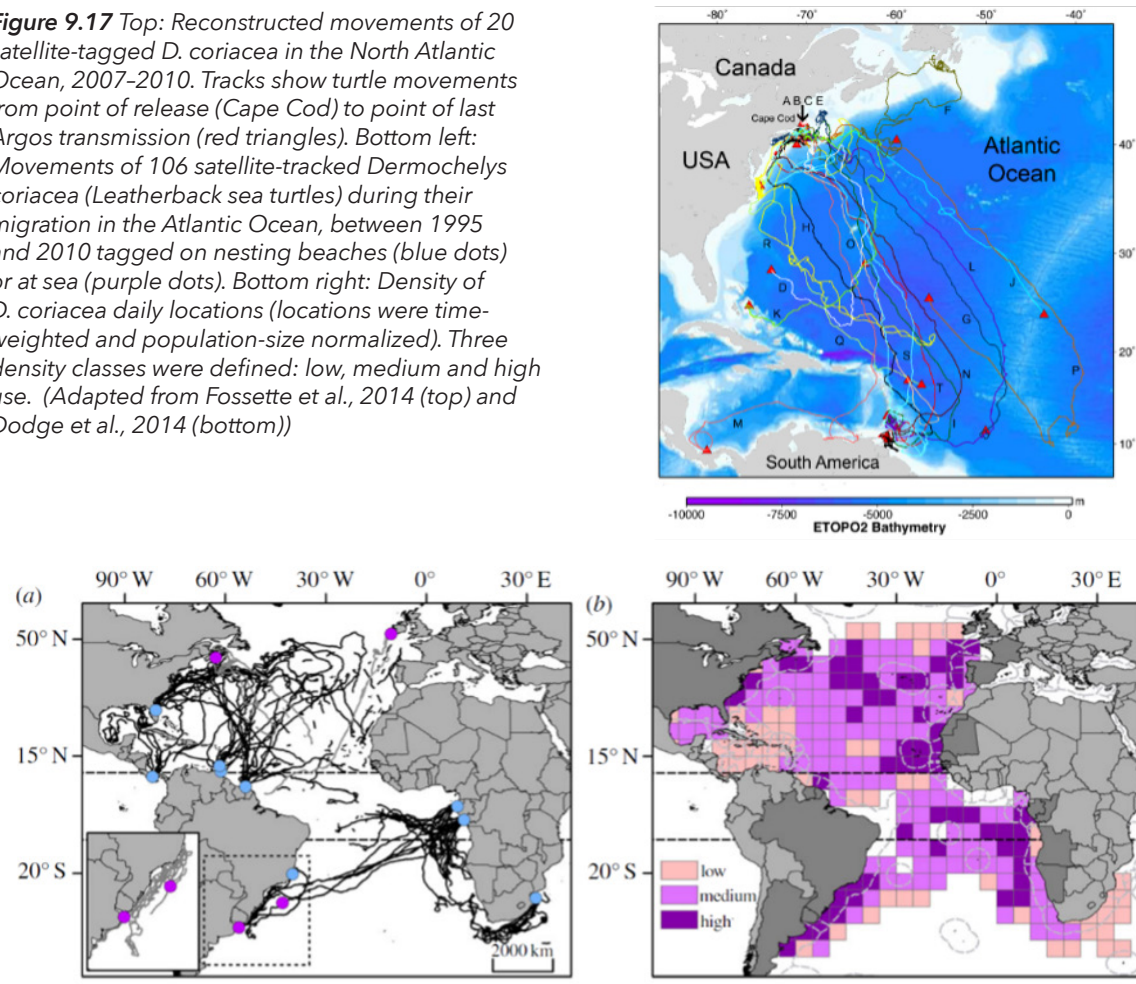 Figure 9.17 Top: Reconstructed movements of 20
satellite-tagged D. coriacea in the North Atlantic
Ocean, 2007–2010. Tracks show turtle movements
from point of release (Cape Cod) to point of last
Argos transmission (red triangles). Bottom left:
Movements of 106 satellite-tracked Dermochelys
coriacea (Leatherback sea turtles) during their
migration in the Atlantic Ocean, between 1995
and 2010 tagged on nesting beaches (blue dots)
or at sea (purple dots). Bottom right: Density of
D. coriacea daily locations (locations were time-
weighted and population-size normalized). Three
density classes were defined: low, medium and high
use. (Adapted from Fossette et al., 2014 (top) and
Dodge et al., 2014 (bottom))
-80° -70° -60° -50° -40°
Canada
A B C E
Cape Cod
F
USA
Atlantic
Ocean
40°
H
R
O
30°
L
D
J
K
G
Q
20°
S
N
T
P
M
I
10°
South America
-10000 -7500 -5000 -2500 0 m
ETOPO2 Bathymetry
(a)
90° W 60° W 30° W 0° 30° E
50° N
15° N
20° S
2000 km
(b)
90° W 60° W 30° W 0° 30° E
50° N
15° N
20° S
low
medium
high